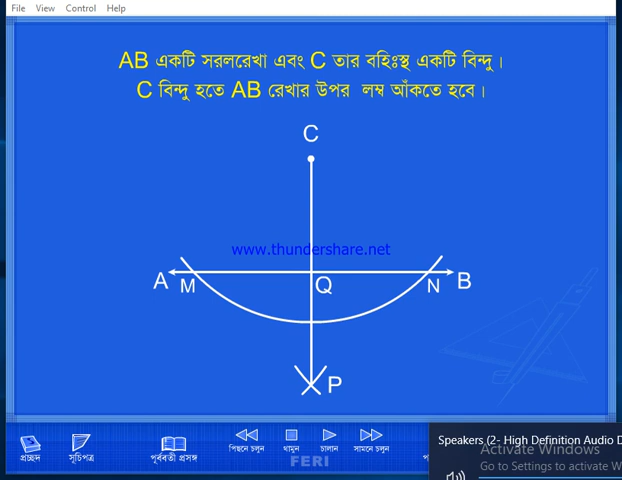 File View Control Help
AB একটি সরলরেখা এবং C তার বহিঃস্থ একটি বিন্দু।
C বিন্দু হতে AB রেখার উপর লম্ব আঁকতে হবে।
C
www.thundershare.net
A M Q N B
P
প্রচ্ছদ সূচিপত্র পূর্ববর্তী প্রসঙ্গ পিছনে চলুন থামুন চালান সামনে চলুন
FERI
Speakers (2- High Definition Audio D
Activate Windows
Go to Settings to activate W